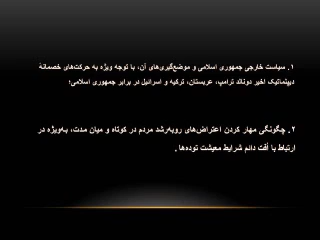 ۱. سیاست خارجی جمهوری اسلامی و موضع‌گیری‌های آن، با توجه ویژه به حرکت‌های خصمانهٔ
دیپلماتیک اخیر دونالد ترامپ، عربستان، ترکیه و اسرائیل در برابر جمهوری اسلامی؛
۲. چگونگی مهار کردن اعتراض‌های روبه‌رشد مردم در کوتاه و میان مدت، به‌ویژه در
ارتباط با اُفت دائم شرایط معیشت توده‌ها .